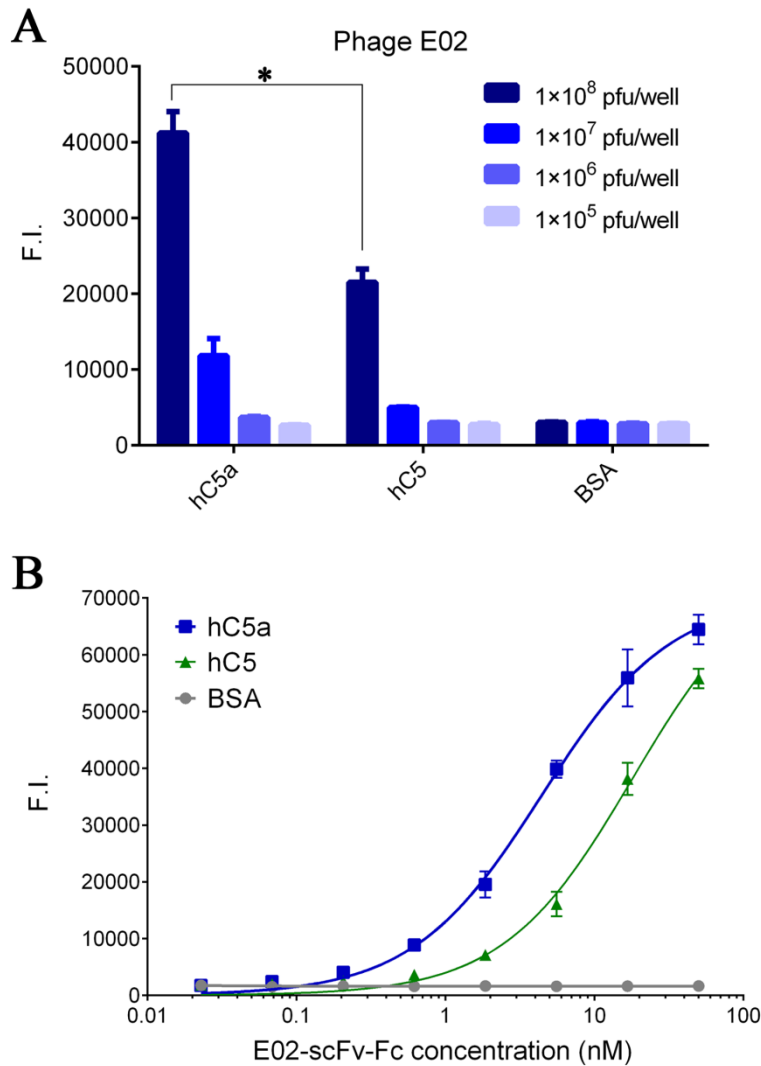 A
Phage E02
50000
40000
30000
20000
10000
0
F.I.
*
1×10⁸ pfu/well
1×10⁷ pfu/well
1×10⁶ pfu/well
1×10⁵ pfu/well
hC5a
hC5
BSA
B
70000
60000
50000
40000
30000
20000
10000
0
F.I.
hC5a
hC5
BSA
0.01 0.1 1 10 100
E02-scFv-Fc concentration (nM)